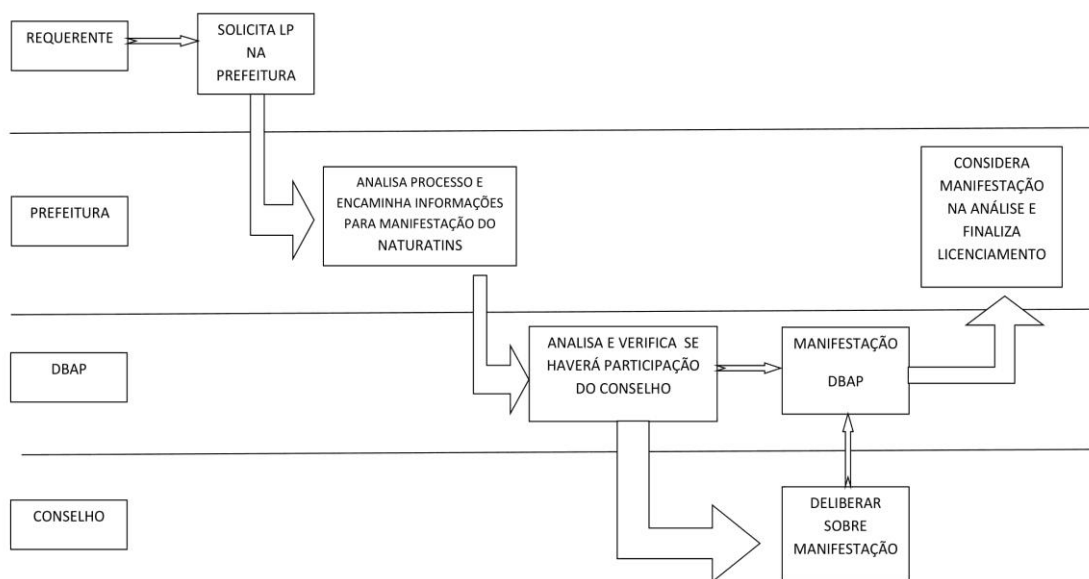 REQUERENTE
SOLICITA LP
NA
PREFEITURA
PREFEITURA
ANALISA PROCESSO E
ENCAMINHA INFORMAÇÕES
PARA MANIFESTAÇÃO DO
NATURATINS
CONSIDERA
MANIFESTAÇÃO
NA ANÁLISE E
FINALIZA
LICENCIAMENTO
DBAP
ANALISA E VERIFICA SE
HAVERÁ PARTICIPAÇÃO
DO CONSELHO
MANIFESTAÇÃO
DBAP
CONSELHO
DELIBERAR
SOBRE
MANIFESTAÇÃO